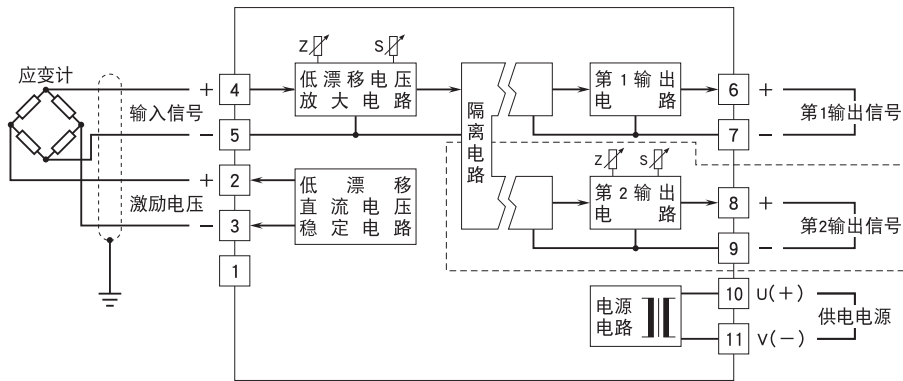 应变计
输入信号
激励电压
+
4
-
5
+
2
-
3
1
Z
S
低漂移电压
放大电路
低漂移
直流电压
稳定电路
隔离电路
第1输出
电路
Z
S
第2输出
电路
电源
电路
6
+
7
-
第1输出信号
8
+
9
-
第2输出信号
10
U(+)
11
V(-)
供电电源